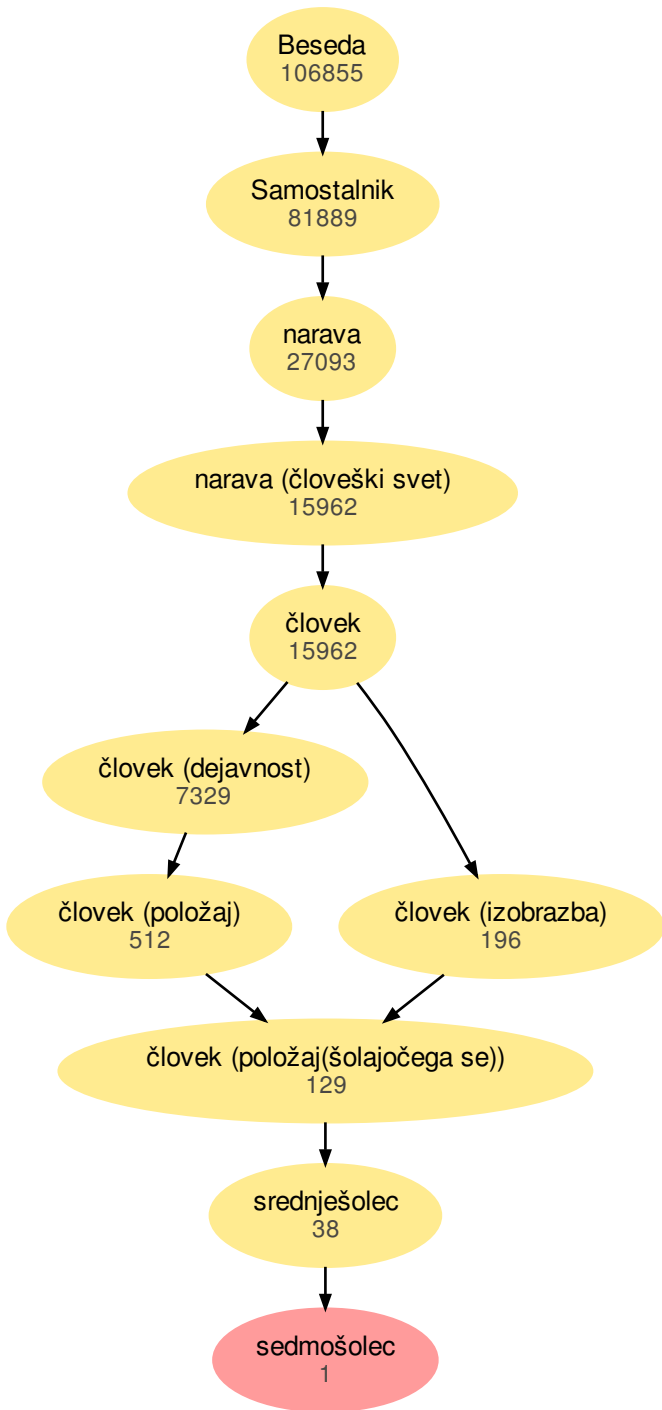 Beseda
106855
Samostalnik
81889
narava
27093
narava (človeški svet)
15962
človek
15962
človek (dejavnost)
7329
človek (položaj)
512
človek (izobrazba)
196
človek (položaj(šolajočega se))
129
srednješolec
38
sedmošolec
1